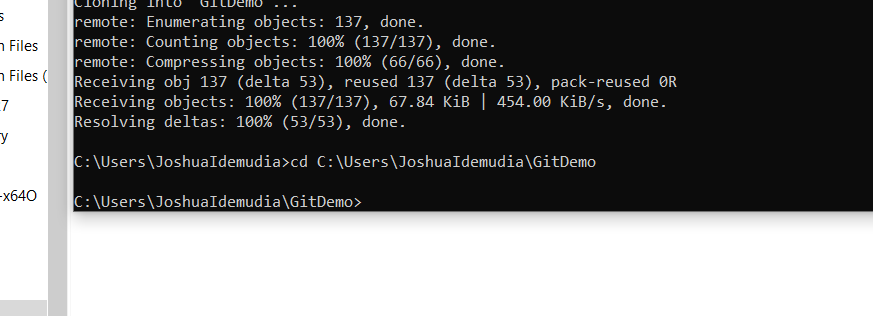 Cloning into 'GitDemo'...
remote: Enumerating objects: 137, done.
remote: Counting objects: 100% (137/137), done.
remote: Compressing objects: 100% (66/66), done.
Receiving obj 137 (delta 53), reused 137 (delta 53), pack-reused 0R
Receiving objects: 100% (137/137), 67.84 KiB | 454.00 KiB/s, done.
Resolving deltas: 100% (53/53), done.
C:\Users\JoshuaIdemudia>cd C:\Users\JoshuaIdemudia\GitDemo
C:\Users\JoshuaIdemudia\GitDemo>
s
n Files
n Files (
7
ry
-x64O